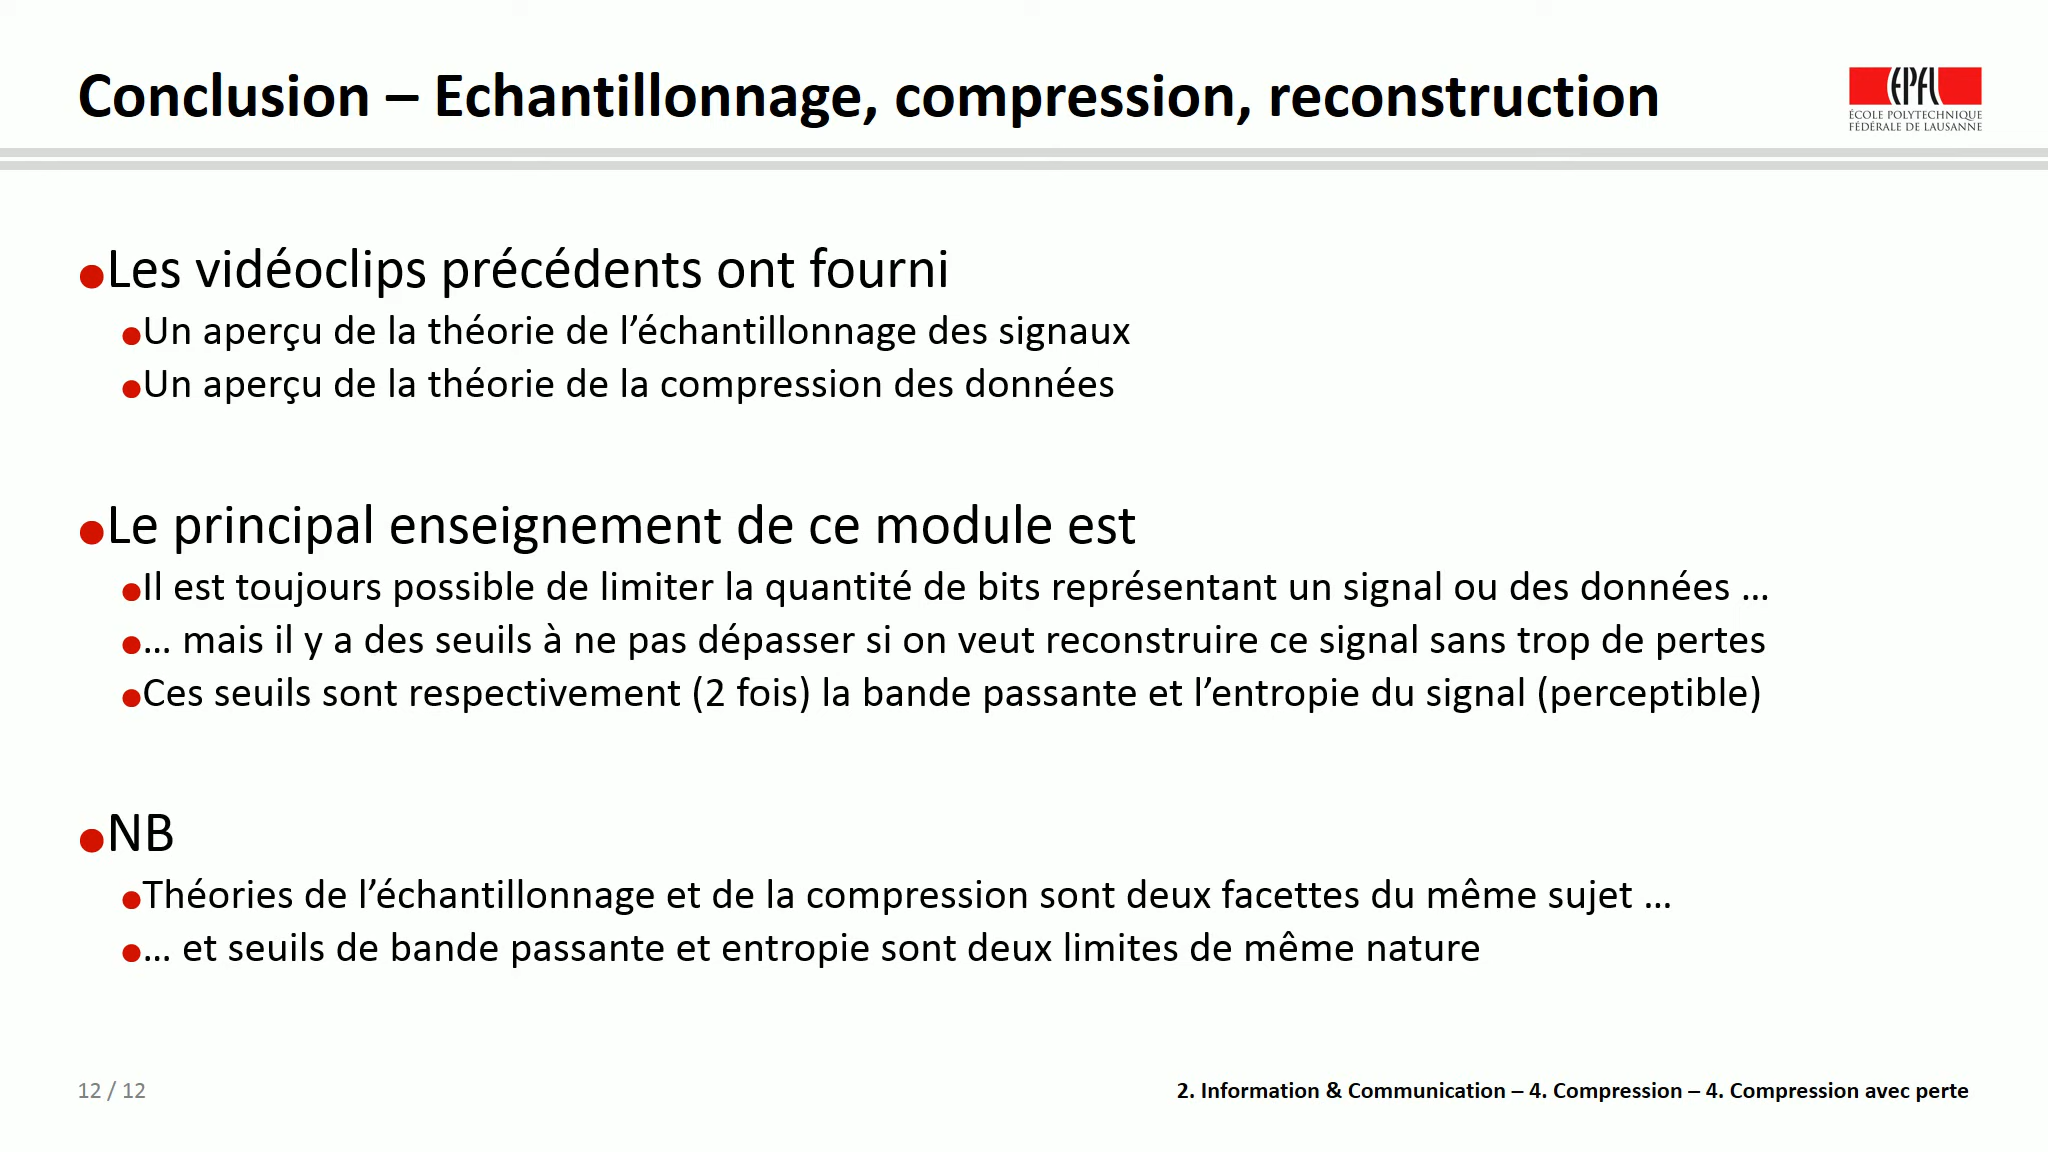 Conclusion – Echantillonnage, compression, reconstruction
EPFL
ÉCOLE POLYTECHNIQUE
FÉDÉRALE DE LAUSANNE
●Les vidéoclips précédents ont fourni
●Un aperçu de la théorie de l’échantillonnage des signaux
●Un aperçu de la théorie de la compression des données
●Le principal enseignement de ce module est
●Il est toujours possible de limiter la quantité de bits représentant un signal ou des données …
●… mais il y a des seuils à ne pas dépasser si on veut reconstruire ce signal sans trop de pertes
●Ces seuils sont respectivement (2 fois) la bande passante et l’entropie du signal (perceptible)
●NB
●Théories de l’échantillonnage et de la compression sont deux facettes du même sujet …
●… et seuils de bande passante et entropie sont deux limites de même nature
12 / 12
2. Information & Communication – 4. Compression – 4. Compression avec perte